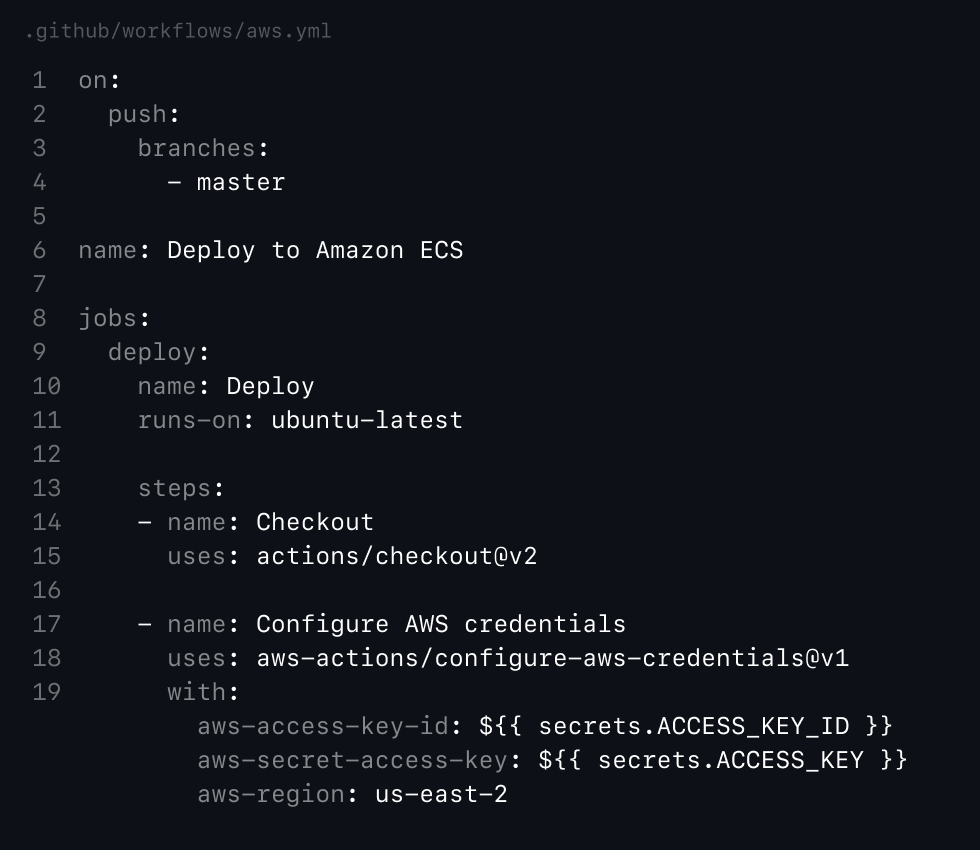 .github/workflows/aws.yml
1 on:
2   push:
3     branches:
4       - master
5
6 name: Deploy to Amazon ECS
7
8 jobs:
9   deploy:
10     name: Deploy
11     runs-on: ubuntu-latest
12
13     steps:
14     - name: Checkout
15       uses: actions/checkout@v2
16
17     - name: Configure AWS credentials
18       uses: aws-actions/configure-aws-credentials@v1
19       with:
         aws-access-key-id: ${{ secrets.ACCESS_KEY_ID }}
         aws-secret-access-key: ${{ secrets.ACCESS_KEY }}
         aws-region: us-east-2